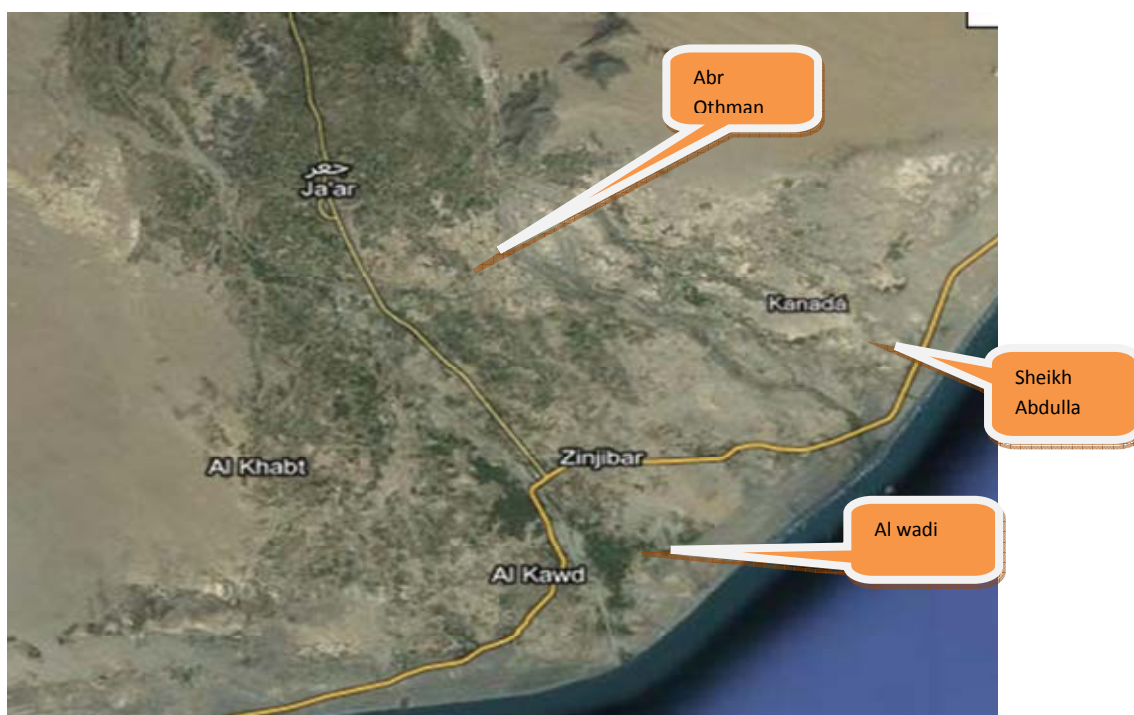 Abr
Othman
جعر
Ja'ar
Kanada
Sheikh
Abdulla
Zinjibar
Al Khabt
Al wadi
Al Kawd